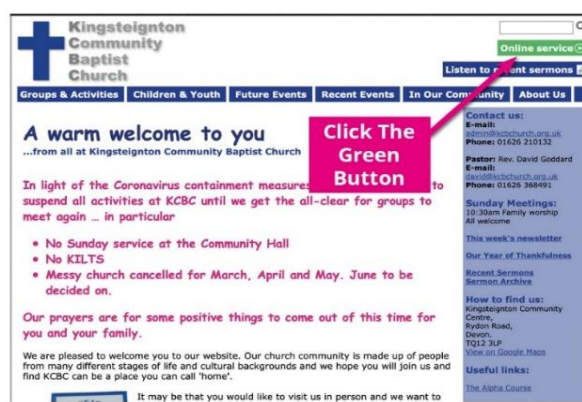 Kingsteignton
Community
Baptist
Church
Online service
Listen to recent sermons
Groups & Activities
Children & Youth
Future Events
Recent Events
In Our Community
About Us
Click The
Green
Button
A warm welcome to you
...from all at Kingsteignton Community Baptist Church
In light of the Coronavirus containment measures to
suspend all activities at KCBC until we get the all-clear for groups to
meet again ... in particular
• No Sunday service at the Community Hall
• No KILTS
• Messy church cancelled for March, April and May. June to be
decided on.
Our prayers are for some positive things to come out of this time for
you and your family.
We are pleased to welcome you to our website. Our church community is made up of people
from many different stages of life and cultural backgrounds and we hope you will join us and
find KCBC can be a place you can call 'home'.
It may be that you would like to visit us in person and we want to
Contact us:
E-mail:
admin@kcbchurch.org.uk
Phone: 01626 210132
Pastor: Rev. David Goddard
E-mail:
david@kcbchurch.org.uk
Phone: 01626 368491
Sunday Meetings:
10:30am Family worship
All welcome
This week's newsletter
Our Year of Thankfulness
Recent Sermons
Sermon Archive
How to find us:
Kingsteignton Community
Centre,
Rydon Road,
Devon.
TQ12 3LP
View on Google Maps
Useful links:
The Alpha Course